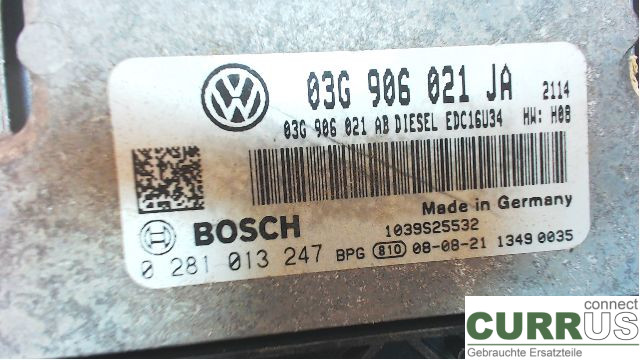 03G 906 021 JA 2114
03G 906 021 AB DIESEL EDC16U34 HW: H08
Made in Germany
BOSCH 1039S25532
0 281 013 247 BPG 810 08-08-21 1349 0035
connect
CURRUS
Gebrauchte Ersatzteile